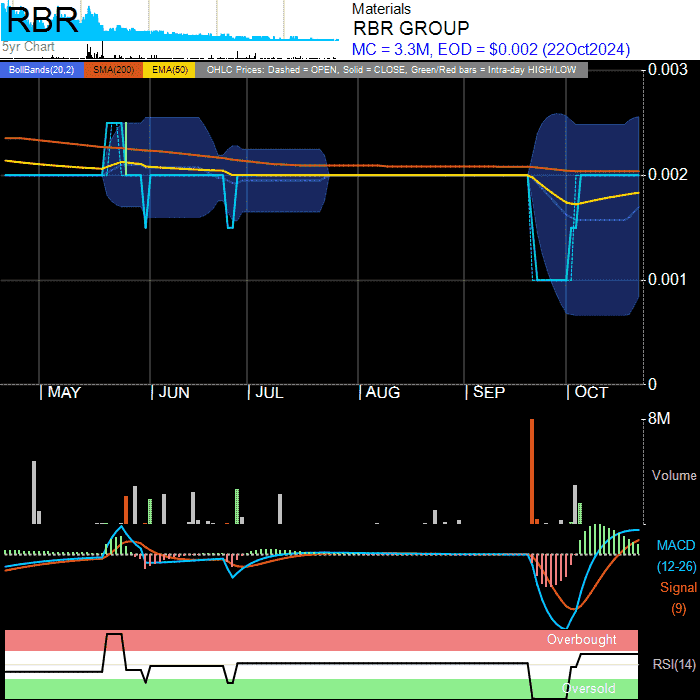 RBR
5yr Chart
Materials
RBR GROUP
MC = 3.3M, EOD = $0.002 (22Oct2024)
BollBands(20,2) SMA(200) EMA(50) OHLC Prices: Dashed = OPEN, Solid = CLOSE, Green/Red bars = Intra-day HIGH/LOW
0.003
0.002
0.001
0
MAY JUN JUL AUG SEP OCT
8M
Volume
MACD
(12-26)
Signal
(9)
Overbought
RSI(14)
Oversold